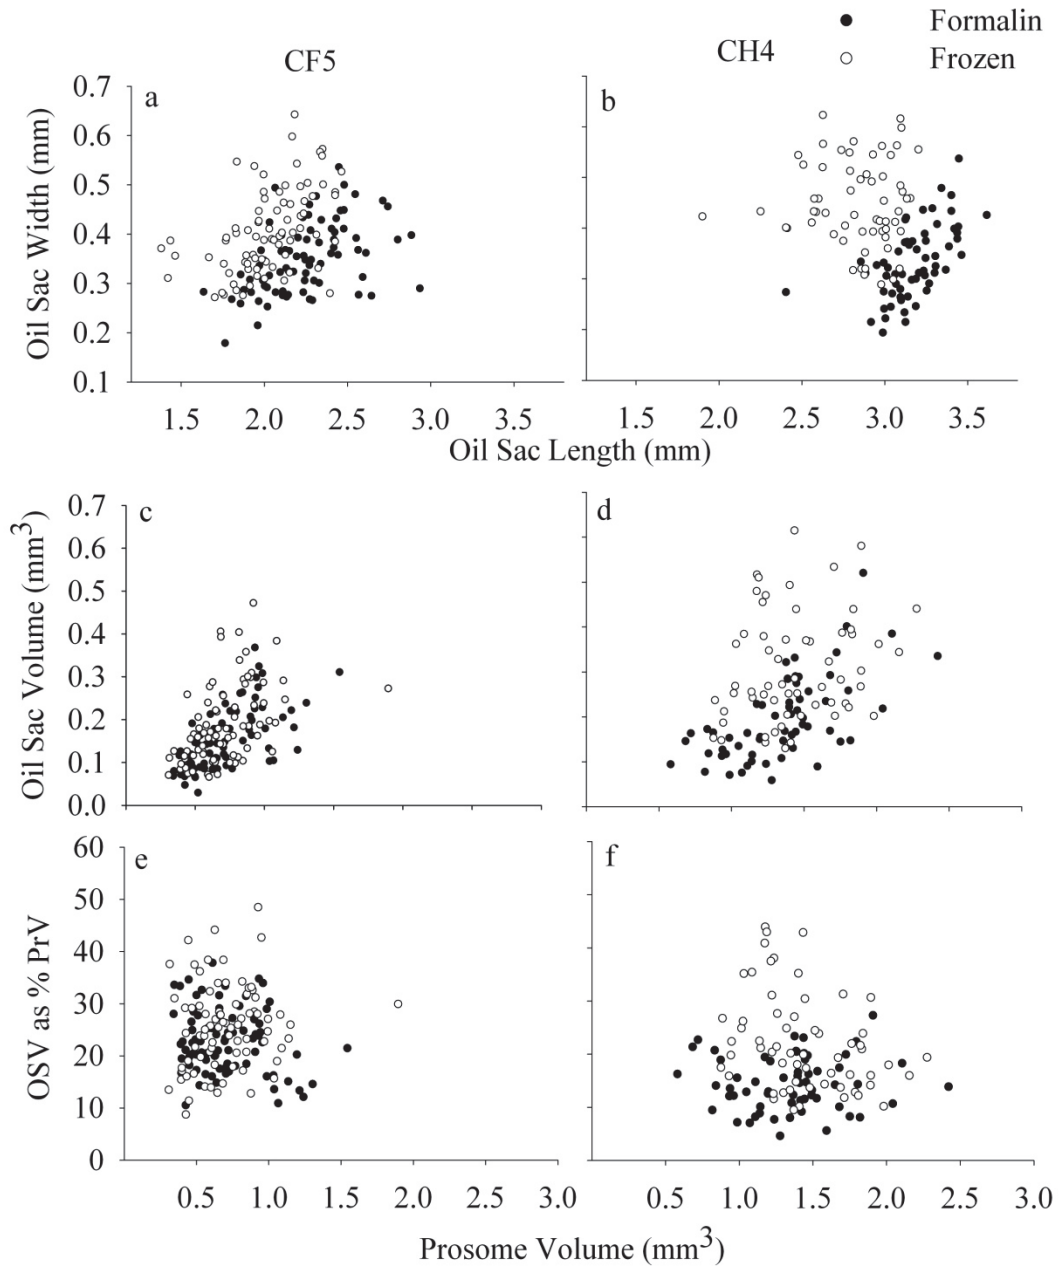 Formalin
CF5
CH4
Frozen
a
b
0.7
0.6
0.5
0.4
0.3
0.2
0.1
Oil Sac Width (mm)
1.5 2.0 2.5 3.0 3.5
1.5 2.0 2.5 3.0 3.5
Oil Sac Length (mm)
c
d
0.7
0.6
0.5
0.4
0.3
0.2
0.1
0.0
Oil Sac Volume (mm³)
e
f
60
50
40
30
20
10
0
OSV as % PrV
0.5 1.0 1.5 2.0 2.5 3.0
0.5 1.0 1.5 2.0 2.5 3.0
Prosome Volume (mm³)